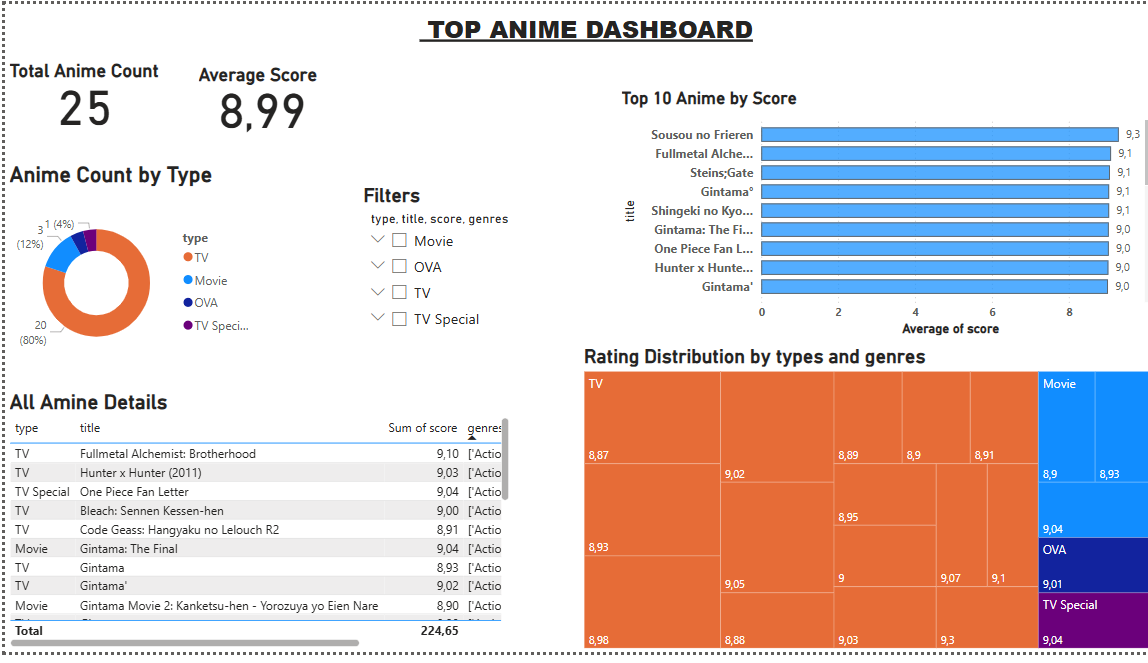 TOP ANIME DASHBOARD
Total Anime Count
25
Average Score
8,99
Anime Count by Type
1 (4%)
3
(12%)
20
(80%)
type
TV
Movie
OVA
TV Speci...
Filters
type, title, score, genres
Movie
OVA
TV
TV Special
Top 10 Anime by Score
title
Sousou no Frieren 9,3
Fullmetal Alche... 9,1
Steins;Gate 9,1
Gintama° 9,1
Shingeki no Kyo... 9,1
Gintama: The Fi... 9,0
One Piece Fan L... 9,0
Hunter x Hunte... 9,0
Gintama' 9,0
0 2 4 6 8
Average of score
All Amine Details
type title Sum of score genres
TV Fullmetal Alchemist: Brotherhood 9,10 ['Actio
TV Hunter x Hunter (2011) 9,03 ['Actio
TV Special One Piece Fan Letter 9,04 ['Actio
TV Bleach: Sennen Kessen-hen 9,00 ['Actio
TV Code Geass: Hangyaku no Lelouch R2 8,91 ['Actio
Movie Gintama: The Final 9,04 ['Actio
TV Gintama 8,93 ['Actio
TV Gintama' 9,02 ['Actio
Movie Gintama Movie 2: Kanketsu-hen - Yorozuya yo Eien Nare 8,90 ['Actio
Total 224,65
Rating Distribution by types and genres
TV
8,87
8,93
8,98
9,02
9,05
8,88
8,89
8,9
8,91
8,95
9
9,07
9,1
9,03
9,3
Movie
8,9
8,93
9,04
OVA
9,01
TV Special
9,04